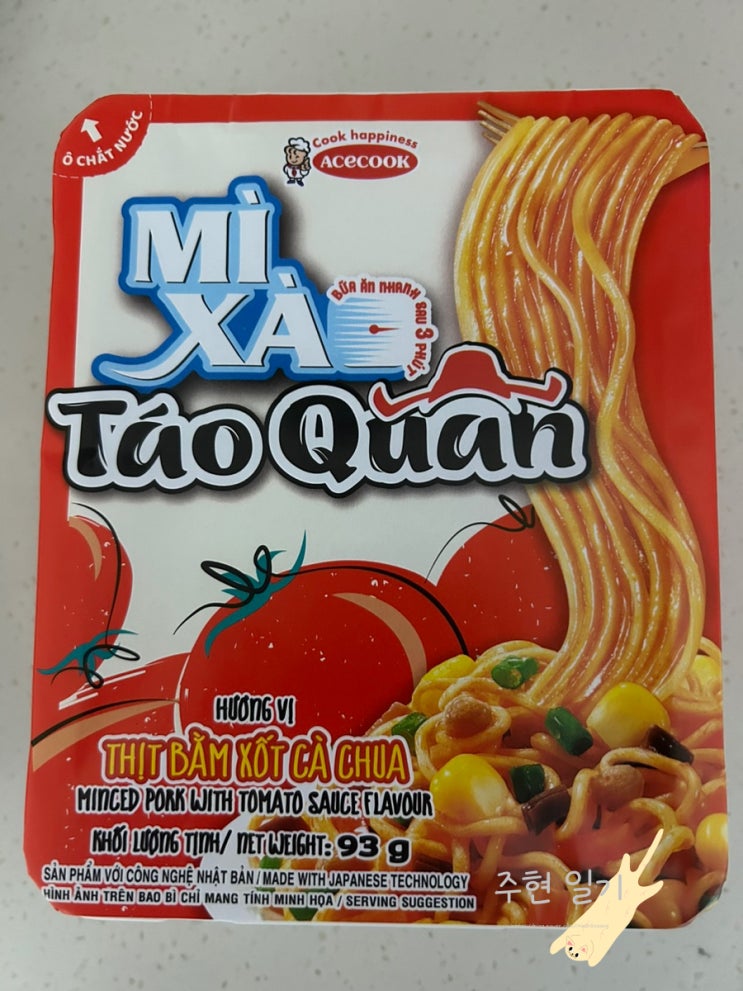 Ô CHẮT NƯỚC
Cook happiness
ACECOOK
MÌ
XÀO
BỮA ĂN NHANH SAU 3 PHÚT
Táo Quân
HƯƠNG VỊ
THỊT BẰM XỐT CÀ CHUA
MINCED PORK WITH TOMATO SAUCE FLAVOUR
KHỐI LƯỢNG TỊNH/ NET WEIGHT: 93 g
SẢN PHẨM VỚI CÔNG NGHỆ NHẬT BẢN / MADE WITH JAPANESE TECHNOLOGY
HÌNH ẢNH TRÊN BAO BÌ CHỈ MANG TÍNH MINH HỌA / SERVING SUGGESTION
주현 일기